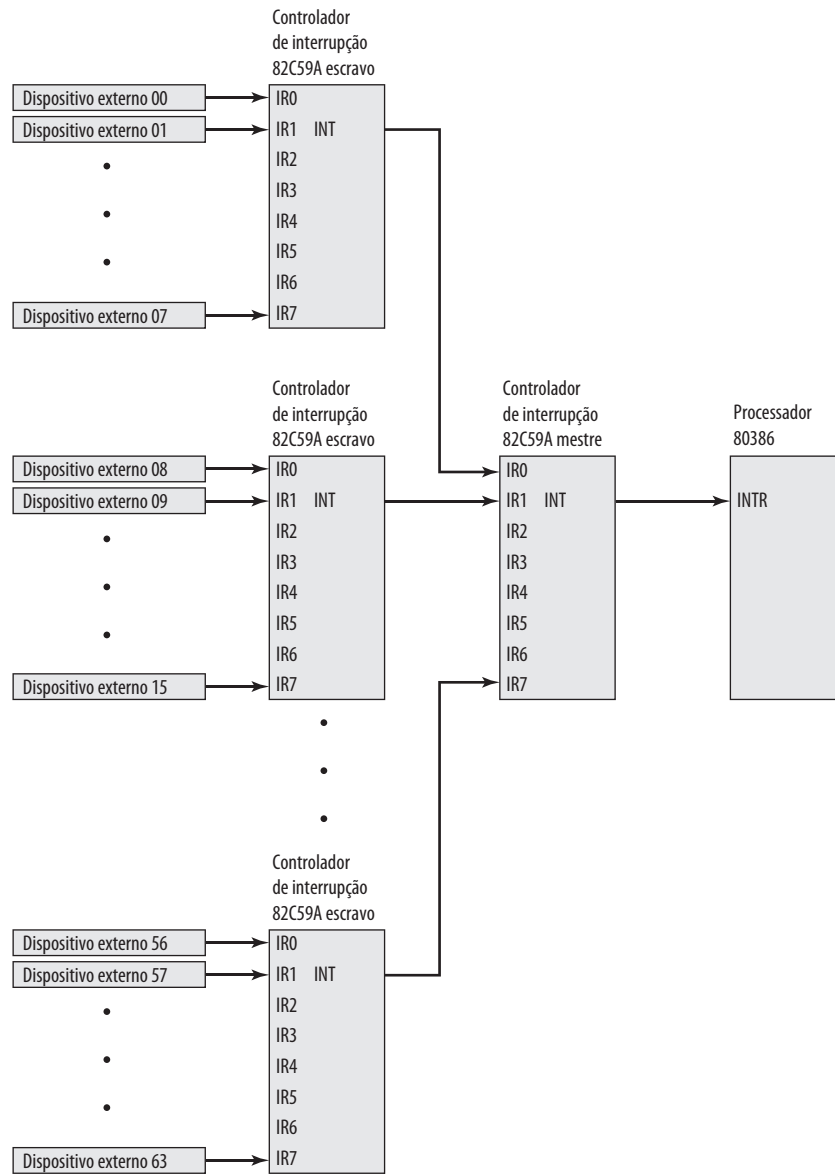 Controlador
de interrupção
82C59A escravo
Dispositivo externo 00
IR0
Dispositivo externo 01
IR1 INT
IR2
IR3
IR4
IR5
IR6
Dispositivo externo 07
IR7
Controlador
de interrupção
82C59A escravo
Controlador
de interrupção
82C59A mestre
Processador
80386
Dispositivo externo 08
IR0
Dispositivo externo 09
IR1 INT
IR2
IR3
IR4
IR5
IR6
Dispositivo externo 15
IR7
IR0
IR1 INT
IR2
IR3
IR4
IR5
IR6
IR7
INTR
Controlador
de interrupção
82C59A escravo
Dispositivo externo 56
IR0
Dispositivo externo 57
IR1 INT
IR2
IR3
IR4
IR5
IR6
Dispositivo externo 63
IR7